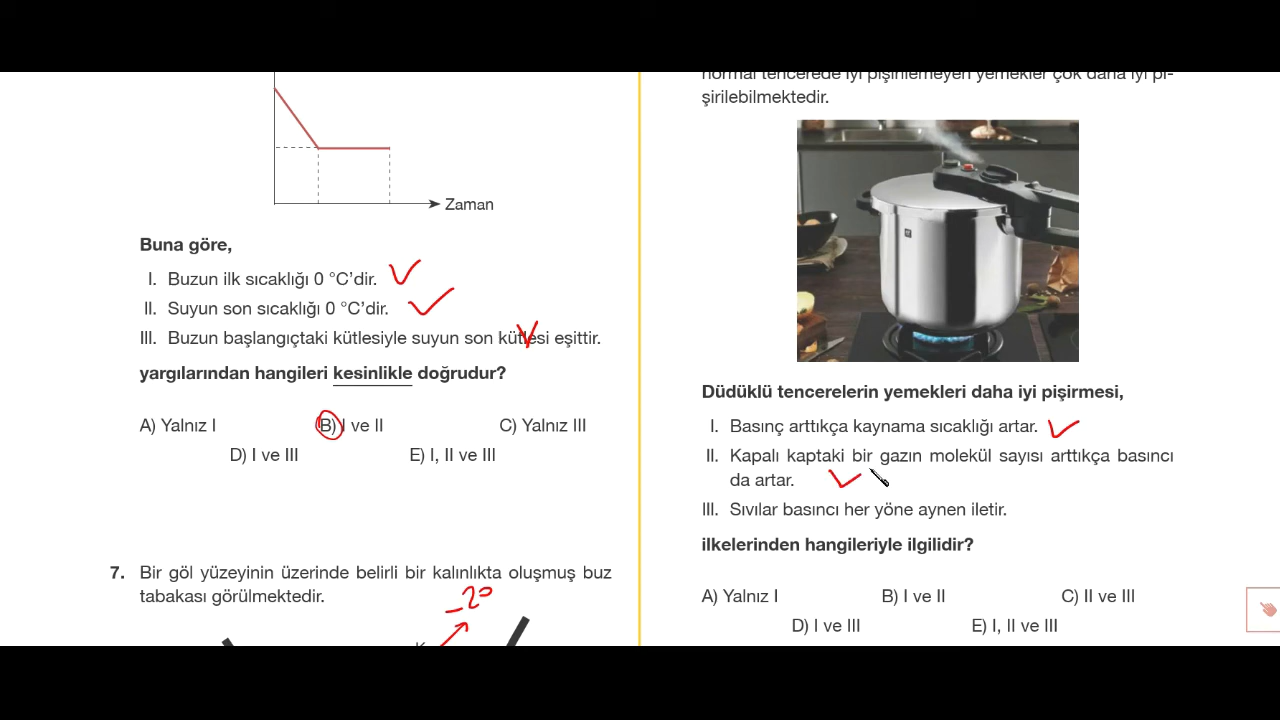 Zaman
Buna göre,
I. Buzun ilk sıcaklığı 0 °C'dir.
II. Suyun son sıcaklığı 0 °C'dir.
III. Buzun başlangıçtaki kütlesiyle suyun son kütlesi eşittir.
yargılarından hangileri kesinlikle doğrudur?
A) Yalnız I B) I ve II C) Yalnız III
D) I ve III E) I, II ve III
7. Bir göl yüzeyinin üzerinde belirli bir kalınlıkta oluşmuş buz
tabakası görülmektedir.
-2°
normal tencerede iyi pişirilemeyen yemekler çok daha iyi pi-
şirilebilmektedir.
Düdüklü tencerelerin yemekleri daha iyi pişirmesi,
I. Basınç arttıkça kaynama sıcaklığı artar.
II. Kapalı kaptaki bir gazın molekül sayısı arttıkça basıncı
da artar.
III. Sıvılar basıncı her yöne aynen iletir.
ilkelerinden hangileriyle ilgilidir?
A) Yalnız I B) I ve II C) II ve III
D) I ve III E) I, II ve III